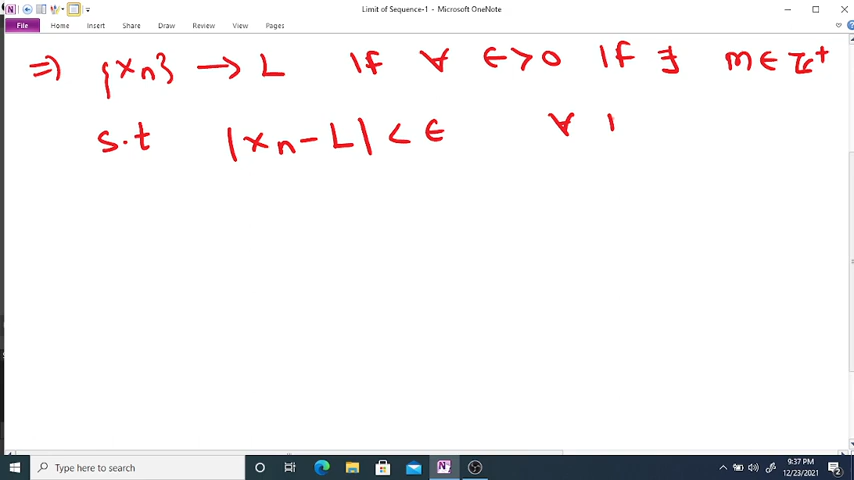 Limit of Sequence-1 - Microsoft OneNote
File Home Insert Share Draw Review View Pages
⇒ {xn} → L If ∀ ∈>0 If ∃ m∈ Z+
s.t |xn-L|<∈ ∀ |
Type here to search
9:37 PM
12/23/2021
2